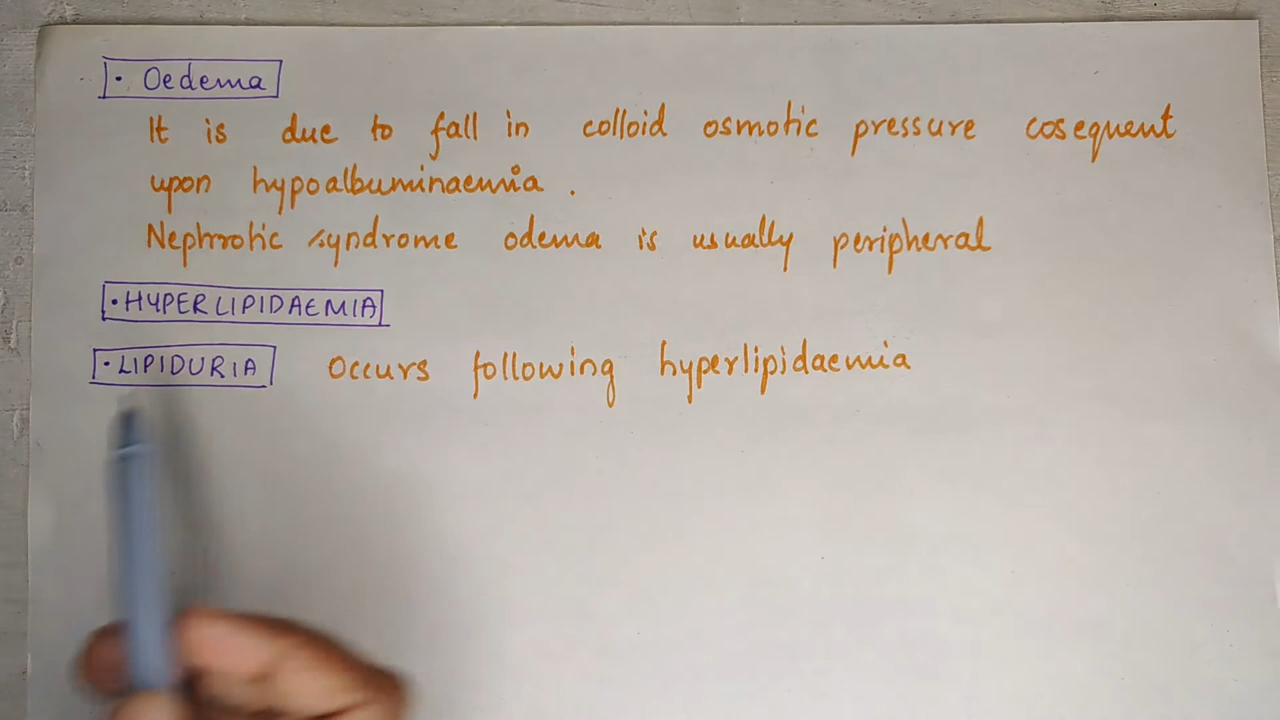 • Oedema
It is due to fall in colloid osmotic pressure cosequent
upon hypoalbuminaemia .
Nephrotic syndrome odema is usually peripheral
• HYPERLIPIDAEMIA
• LIPIDURIA Occurs following hyperlipidaemia